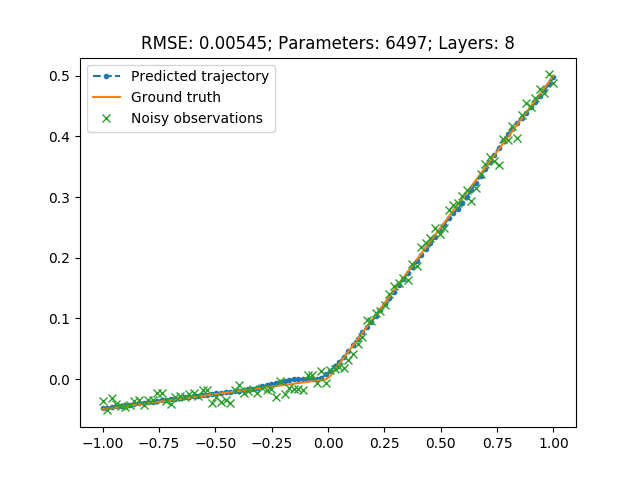 RMSE: 0.00545; Parameters: 6497; Layers: 8
Predicted trajectory
Ground truth
Noisy observations
0.5
0.4
0.3
0.2
0.1
0.0
−1.00 −0.75 −0.50 −0.25 0.00 0.25 0.50 0.75 1.00